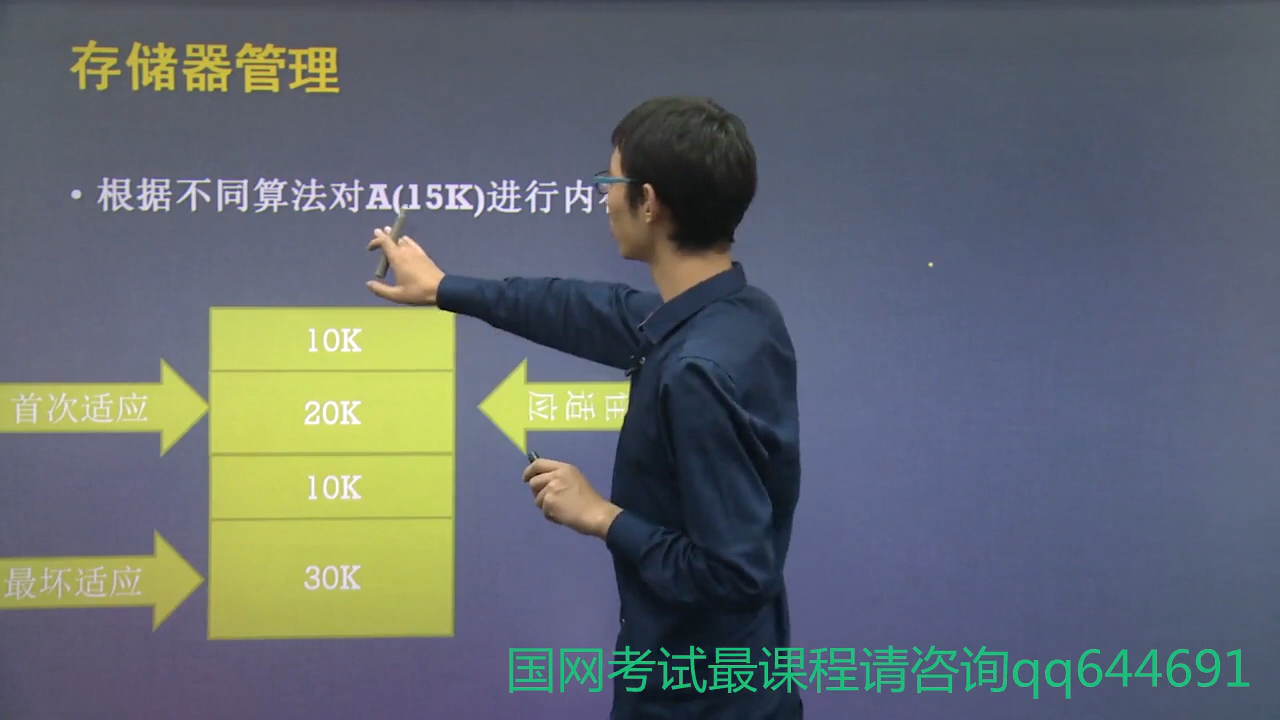 存储器管理
• 根据不同算法对A(15K)进行内
10K
首次适应
20K
适应
10K
最坏适应
30K
国网考试最课程请咨询qq644691